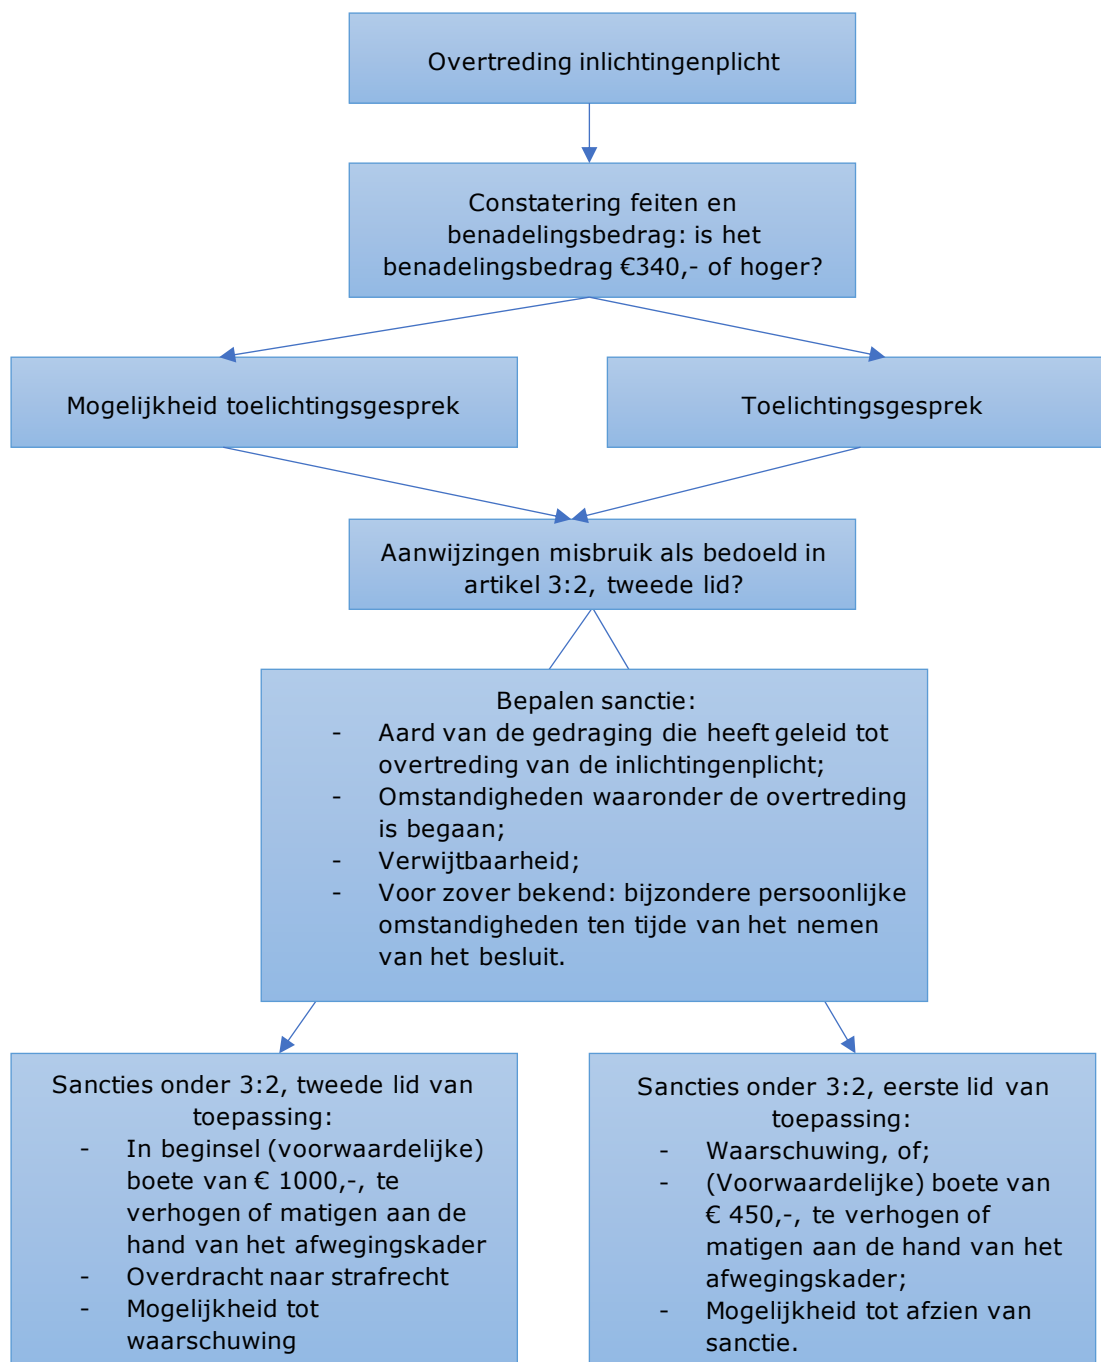 Overtreding inlichtingenplicht
Constatering feiten en
benadelingsbedrag: is het
benadelingsbedrag €340,- of hoger?
Mogelijkheid toelichtingsgesprek
Toelichtingsgesprek
Aanwijzingen misbruik als bedoeld in
artikel 3:2, tweede lid?
Bepalen sanctie:
- Aard van de gedraging die heeft geleid tot
overtreding van de inlichtingenplicht;
- Omstandigheden waaronder de overtreding
is begaan;
- Verwijtbaarheid;
- Voor zover bekend: bijzondere persoonlijke
omstandigheden ten tijde van het nemen
van het besluit.
Sancties onder 3:2, tweede lid van
toepassing:
- In beginsel (voorwaardelijke)
boete van € 1000,-, te
verhogen of matigen aan de
hand van het afwegingskader
- Overdracht naar strafrecht
- Mogelijkheid tot
waarschuwing
Sancties onder 3:2, eerste lid van
toepassing:
- Waarschuwing, of;
- (Voorwaardelijke) boete van
€ 450,-, te verhogen of
matigen aan de hand van het
afwegingskader;
- Mogelijkheid tot afzien van
sanctie.